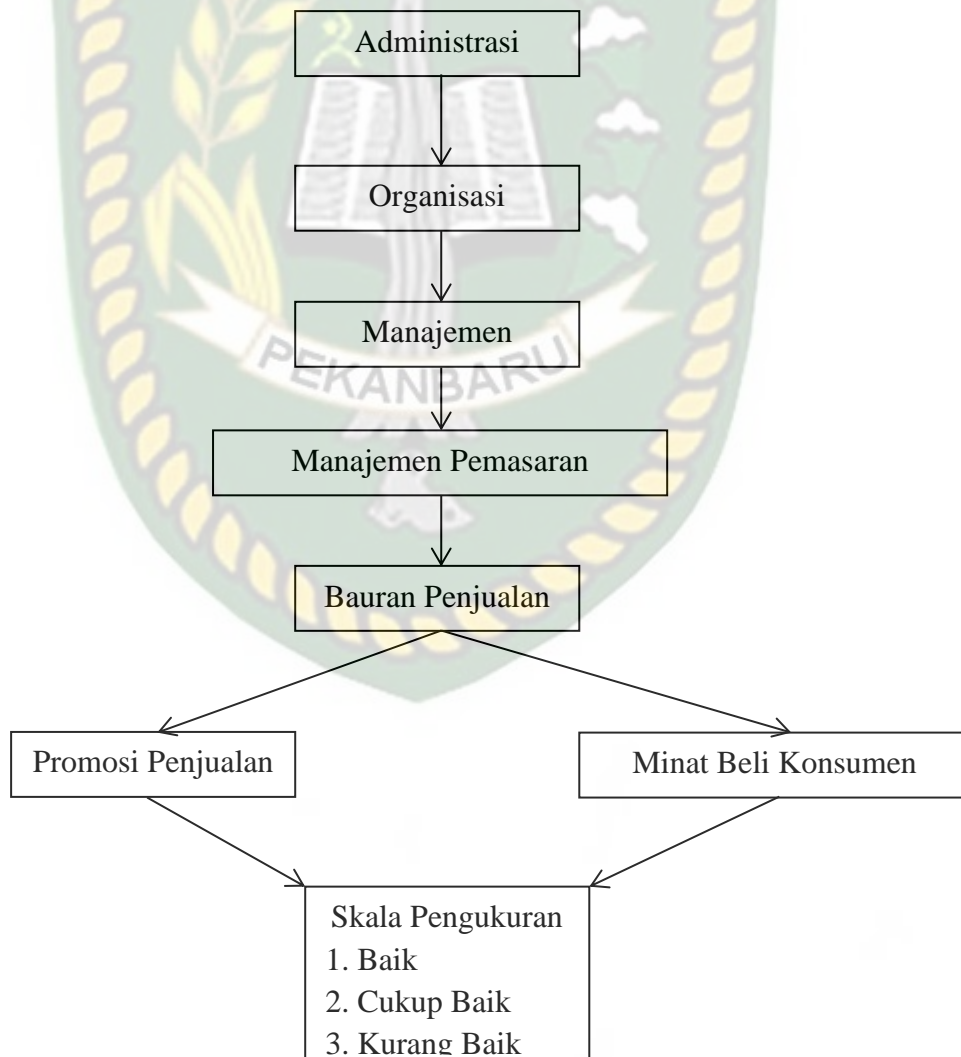 Administrasi
Organisasi
Manajemen
PEKANBARU
Manajemen Pemasaran
Bauran Penjualan
Promosi Penjualan
Minat Beli Konsumen
Skala Pengukuran
1. Baik
2. Cukup Baik
3. Kurang Baik